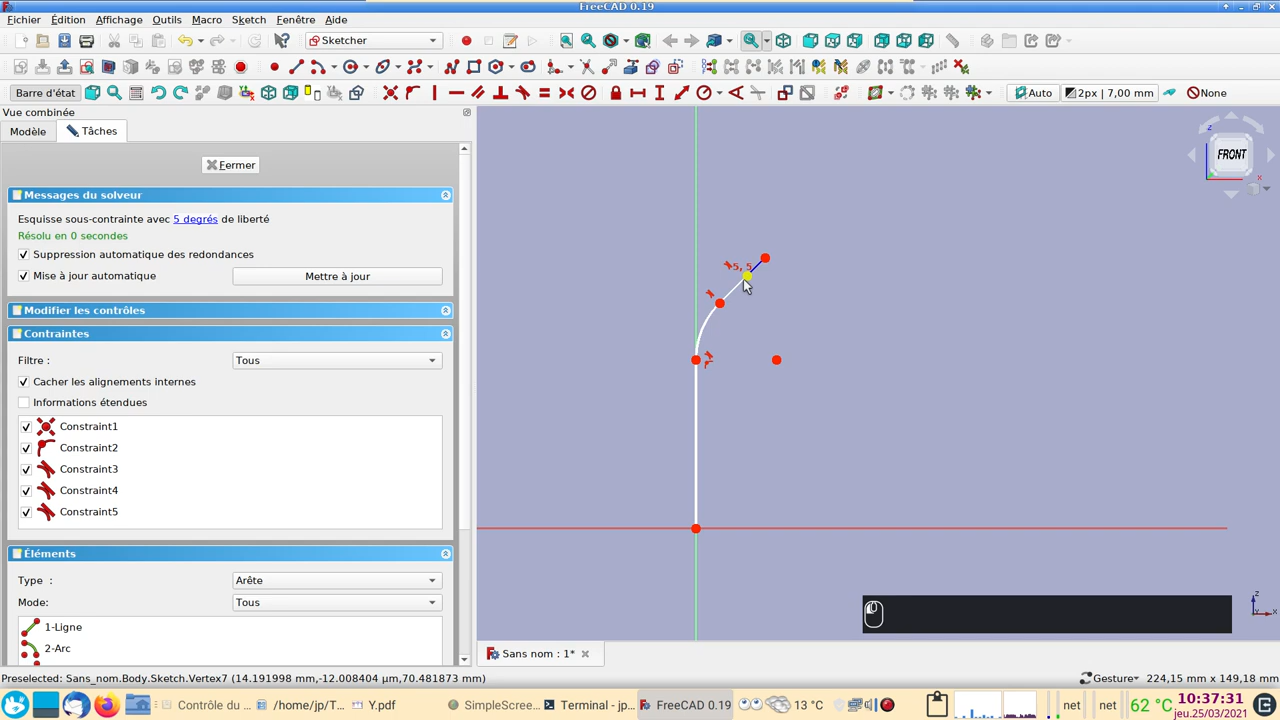 FreeCAD 0.19
Fichier Édition Affichage Outils Macro Sketch Fenêtre Aide
Sketcher
Barre d'état Auto 2px | 7,00 mm None
Vue combinée
Modèle Tâches
Fermer
Messages du solveur
Esquisse sous-contrainte avec 5 degrés de liberté
Résolu en 0 secondes
Suppression automatique des redondances
Mise à jour automatique Mettre à jour
Modifier les contrôles
Contraintes
Filtre : Tous
Cacher les alignements internes
Informations étendues
Constraint1
Constraint2
Constraint3
Constraint4
Constraint5
Éléments
Type : Arête
Mode: Tous
1-Ligne
2-Arc
5, 5
FRONT
z
x
z
x
Sans nom : 1*
Preselected: Sans_nom.Body.Sketch.Vertex7 (14.191998 mm,-12.008404 µm,70.481873 mm) Gesture 224,15 mm x 149,18 mm
Contrôle du ... /home/jp/T... Y.pdf SimpleScree... Terminal - jp... FreeCAD 0.19 13 °C net net 62 °C 10:37:31
jeu.25/03/2021